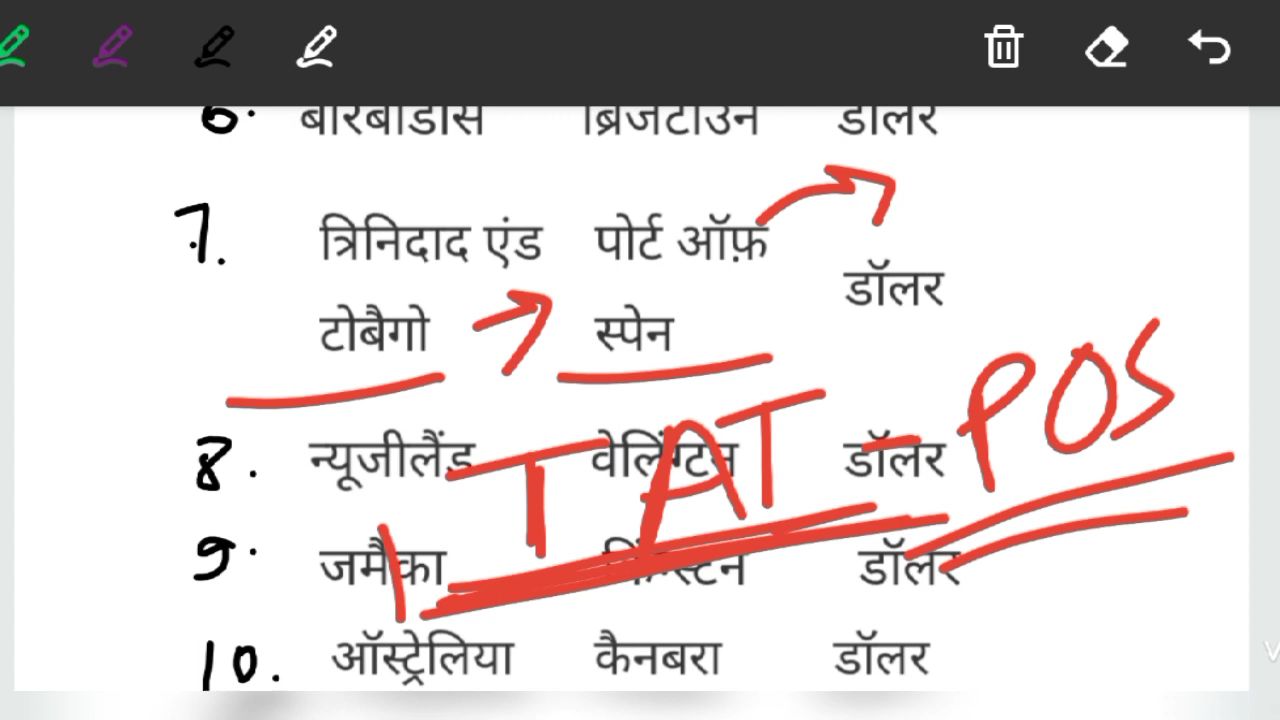 6. बारबाडोस ब्रिजटाउन डॉलर
7. त्रिनिदाद एंड पोर्ट ऑफ़
डॉलर
टोबैगो स्पेन
8. न्यूजीलैंड वेलिंग्टन डॉलर
TAT - POS
9. जमैका किंग्स्टन डॉलर
10. ऑस्ट्रेलिया कैनबरा डॉलर